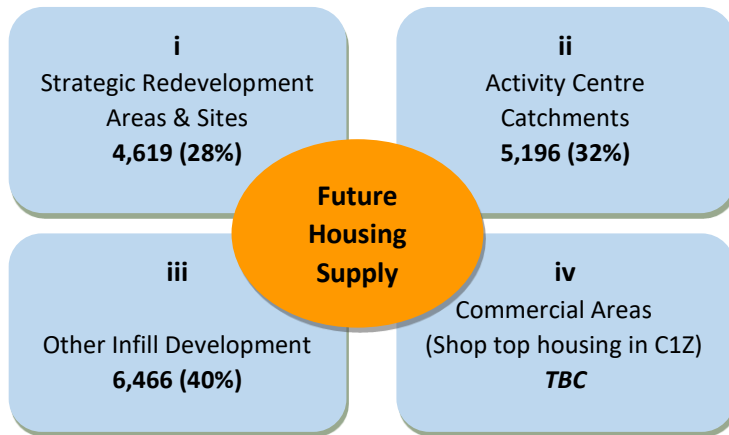 i
Strategic Redevelopment
Areas & Sites
4,619 (28%)
ii
Activity Centre
Catchments
5,196 (32%)
Future
Housing
Supply
iii
Other Infill Development
6,466 (40%)
iv
Commercial Areas
(Shop top housing in C1Z)
TBC